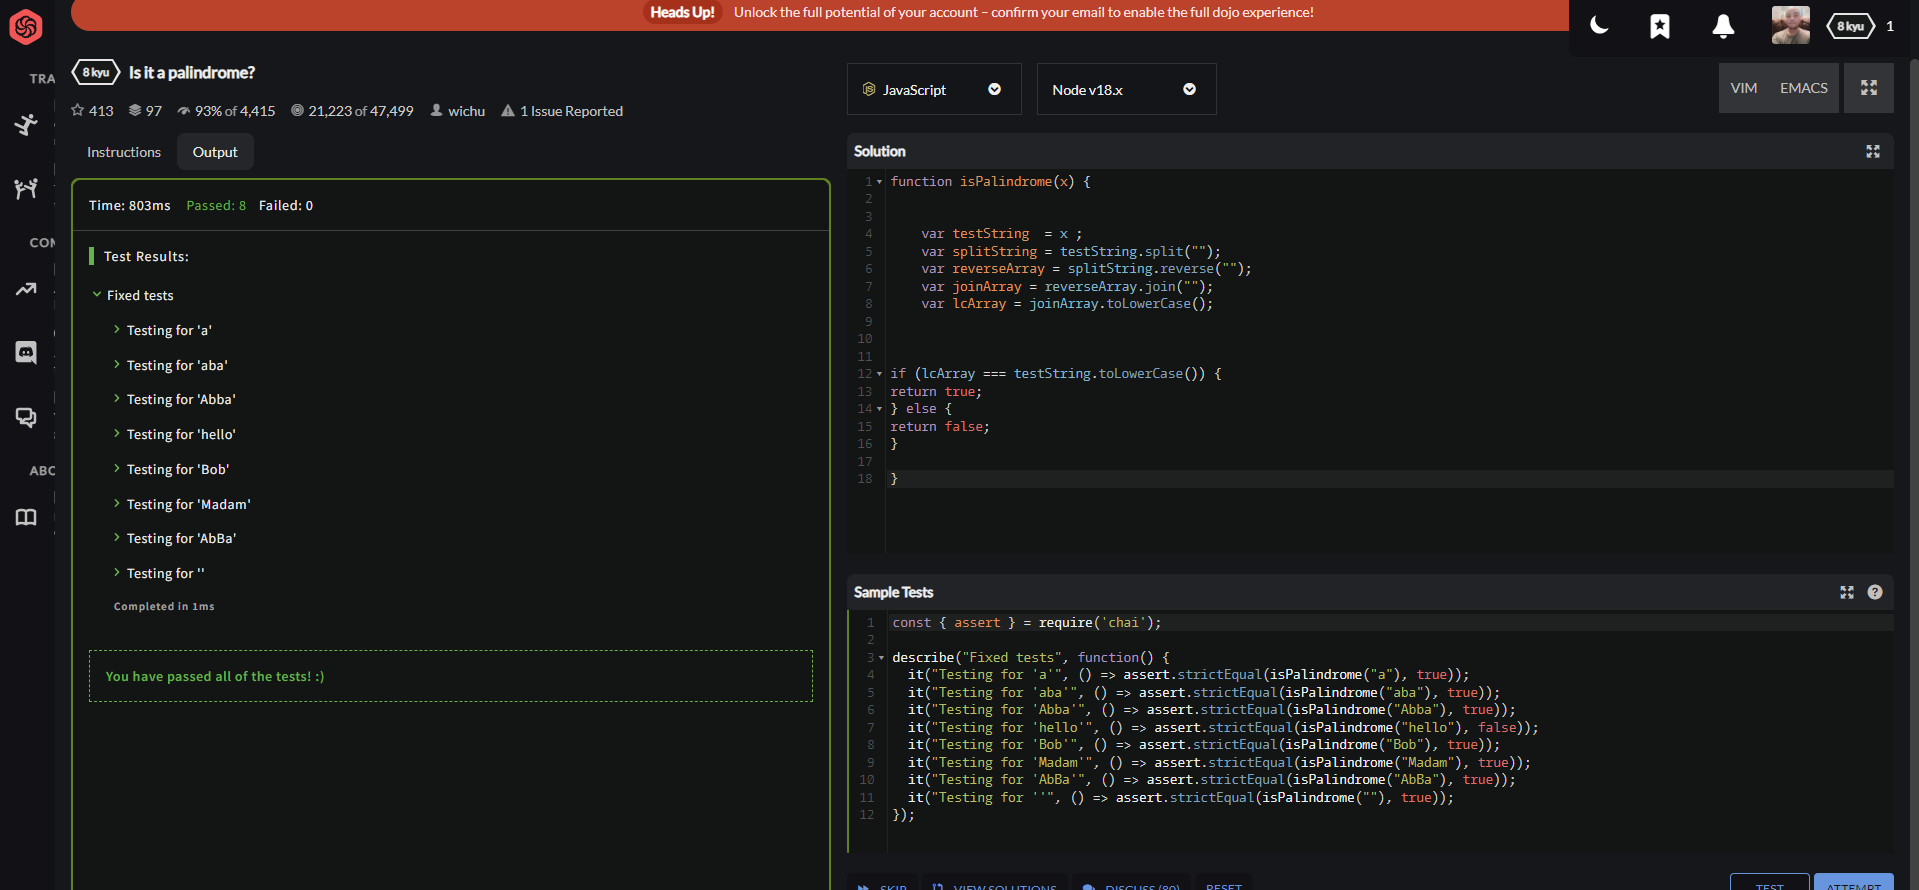 Heads Up! Unlock the full potential of your account – confirm your email to enable the full dojo experience!
8 kyu 1
TRA
COM
ABC
8 kyu Is it a palindrome?
413 97 93% of 4,415 21,223 of 47,499 wichu 1 Issue Reported
Instructions Output
Time: 803ms Passed: 8 Failed: 0
Test Results:
Fixed tests
Testing for 'a'
Testing for 'aba'
Testing for 'Abba'
Testing for 'hello'
Testing for 'Bob'
Testing for 'Madam'
Testing for 'AbBa'
Testing for ''
Completed in 1ms
You have passed all of the tests! :)
JavaScript Node v18.x VIM EMACS
Solution
1 function isPalindrome(x) {
2
3
4 var testString  = x ;
5 var splitString = testString.split("");
6 var reverseArray = splitString.reverse("");
7 var joinArray = reverseArray.join("");
8 var lcArray = joinArray.toLowerCase();
9
10
11
12 if (lcArray === testString.toLowerCase()) {
13 return true;
14 } else {
15 return false;
16 }
17
18 }
Sample Tests
1 const { assert } = require('chai');
2
3 describe("Fixed tests", function() {
4 it("Testing for 'a'", () => assert.strictEqual(isPalindrome("a"), true));
5 it("Testing for 'aba'", () => assert.strictEqual(isPalindrome("aba"), true));
6 it("Testing for 'Abba'", () => assert.strictEqual(isPalindrome("Abba"), true));
7 it("Testing for 'hello'", () => assert.strictEqual(isPalindrome("hello"), false));
8 it("Testing for 'Bob'", () => assert.strictEqual(isPalindrome("Bob"), true));
9 it("Testing for 'Madam'", () => assert.strictEqual(isPalindrome("Madam"), true));
10 it("Testing for 'AbBa'", () => assert.strictEqual(isPalindrome("AbBa"), true));
11 it("Testing for ''", () => assert.strictEqual(isPalindrome(""), true));
12 });
SKIP VIEW SOLUTIONS DISCUSS (80) RESET TEST ATTEMPT